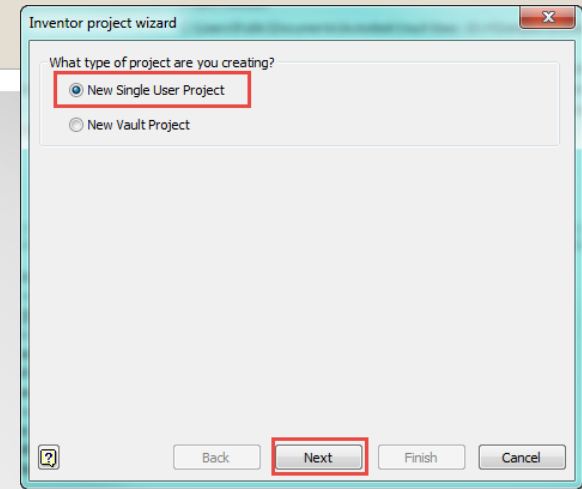 Inventor project wizard
What type of project are you creating?
New Single User Project
New Vault Project
Back
Next
Finish
Cancel